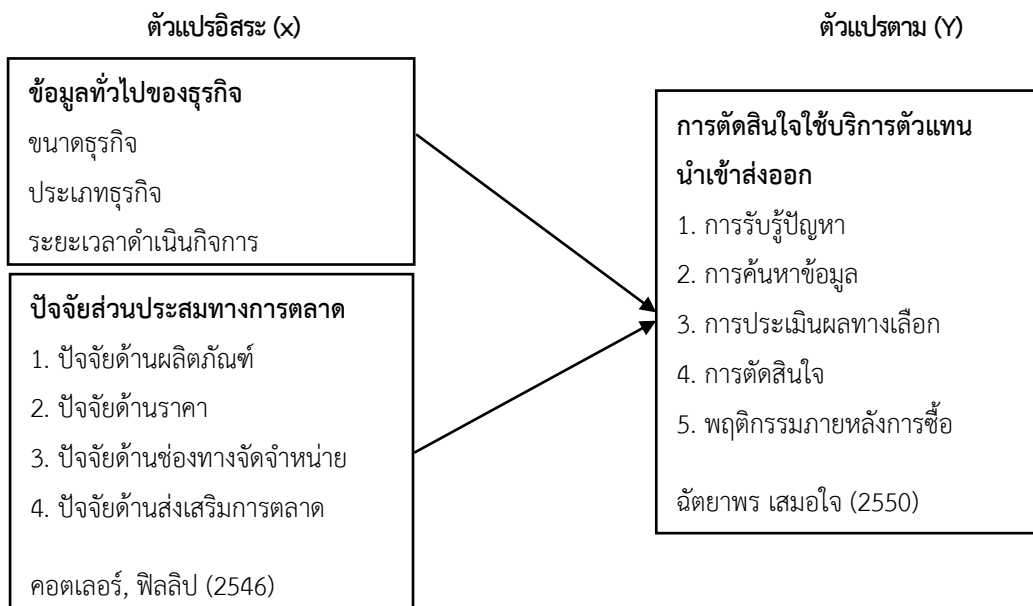 ตัวแปรอิสระ (x)
ตัวแปรตาม (Y)
ข้อมูลทั่วไปของธุรกิจ
ขนาดธุรกิจ
ประเภทธุรกิจ
ระยะเวลาดำเนินกิจการ
ปัจจัยส่วนประสมทางการตลาด
1. ปัจจัยด้านผลิตภัณฑ์
2. ปัจจัยด้านราคา
3. ปัจจัยด้านช่องทางจัดจำหน่าย
4. ปัจจัยด้านส่งเสริมการตลาด
คอตเลอร์, ฟิลลิป (2546)
การตัดสินใจใช้บริการตัวแทน
นำเข้าส่งออก
1. การรับรู้ปัญหา
2. การค้นหาข้อมูล
3. การประเมินผลทางเลือก
4. การตัดสินใจ
5. พฤติกรรมภายหลังการซื้อ
ฉัตยาพร เสมอใจ (2550)